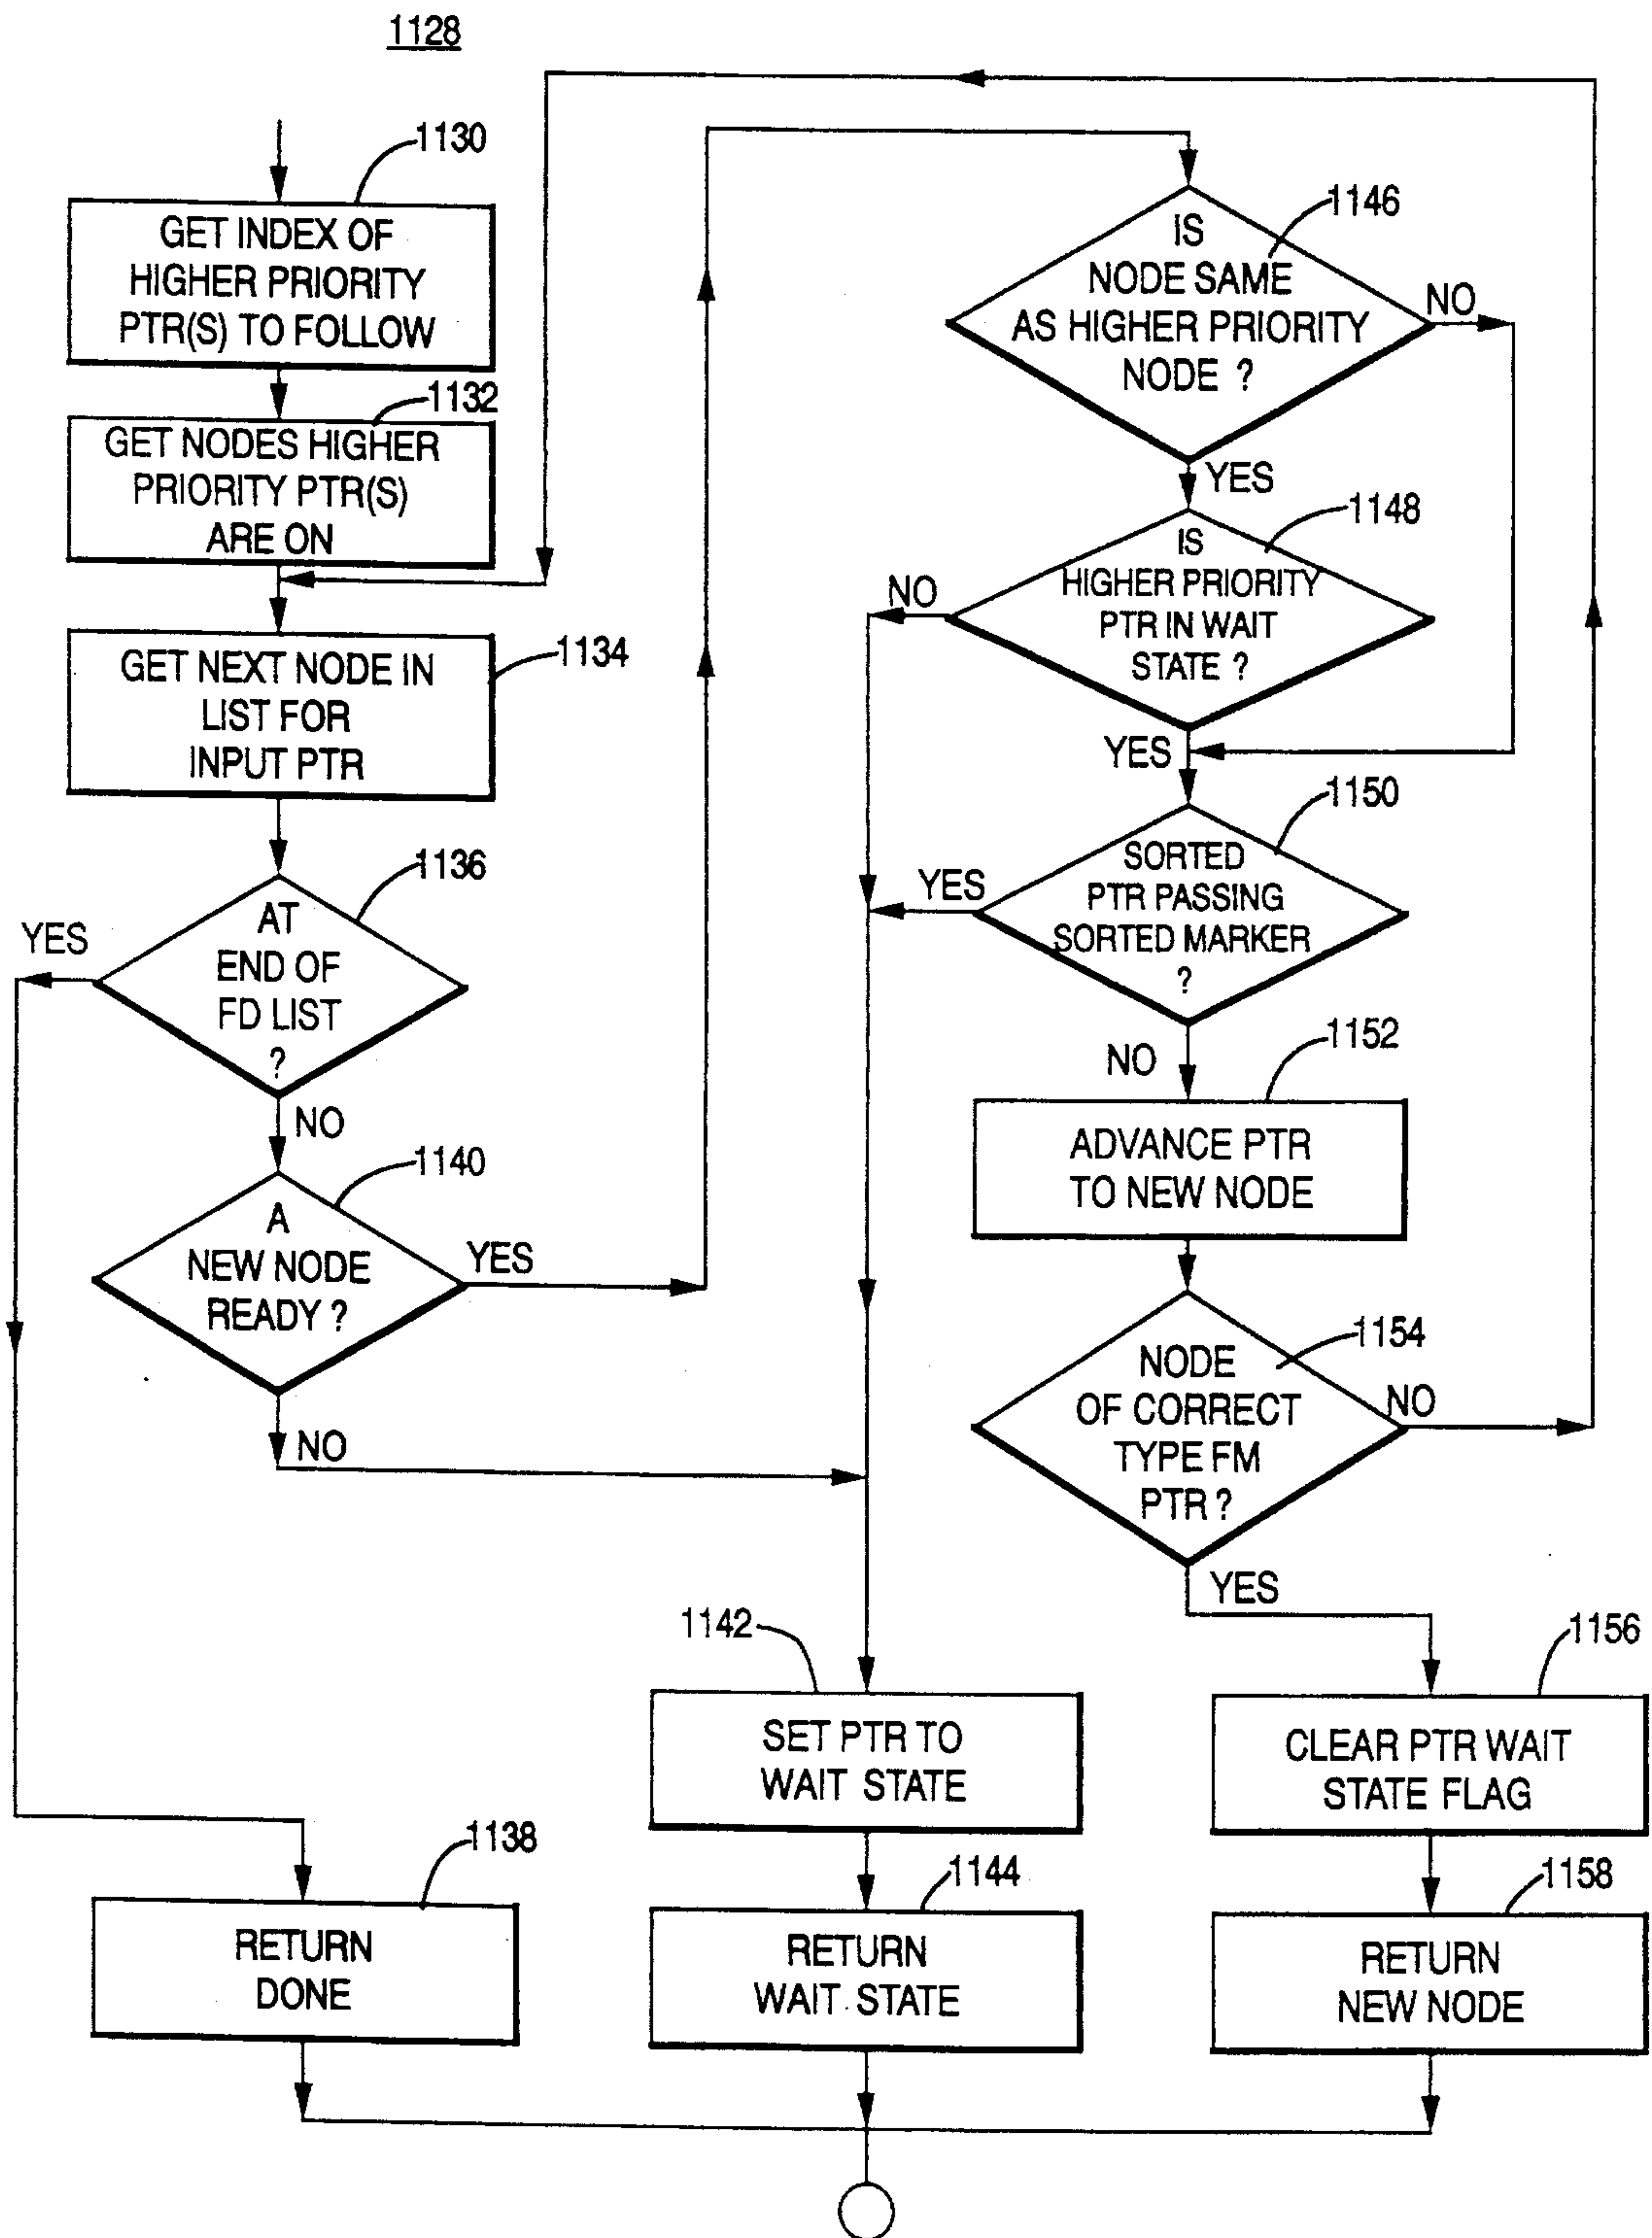 1128
1130
GET INDEX OF
HIGHER PRIORITY
PTR(S) TO FOLLOW
1132
GET NODES HIGHER
PRIORITY PTR(S)
ARE ON
1134
GET NEXT NODE IN
LIST FOR
INPUT PTR
1136
AT
END OF
FD LIST
?
YES
NO
1140
A
NEW NODE
READY ?
YES
NO
1146
IS
NODE SAME
AS HIGHER PRIORITY
NODE ?
NO
YES
1148
IS
HIGHER PRIORITY
PTR IN WAIT
STATE ?
NO
YES
1150
SORTED
PTR PASSING
SORTED MARKER
?
YES
NO
1152
ADVANCE PTR
TO NEW NODE
1154
NODE
OF CORRECT
TYPE FM
PTR ?
NO
YES
1142
SET PTR TO
WAIT STATE
1156
CLEAR PTR WAIT
STATE FLAG
1138
RETURN
DONE
1144
RETURN
WAIT STATE
1158
RETURN
NEW NODE